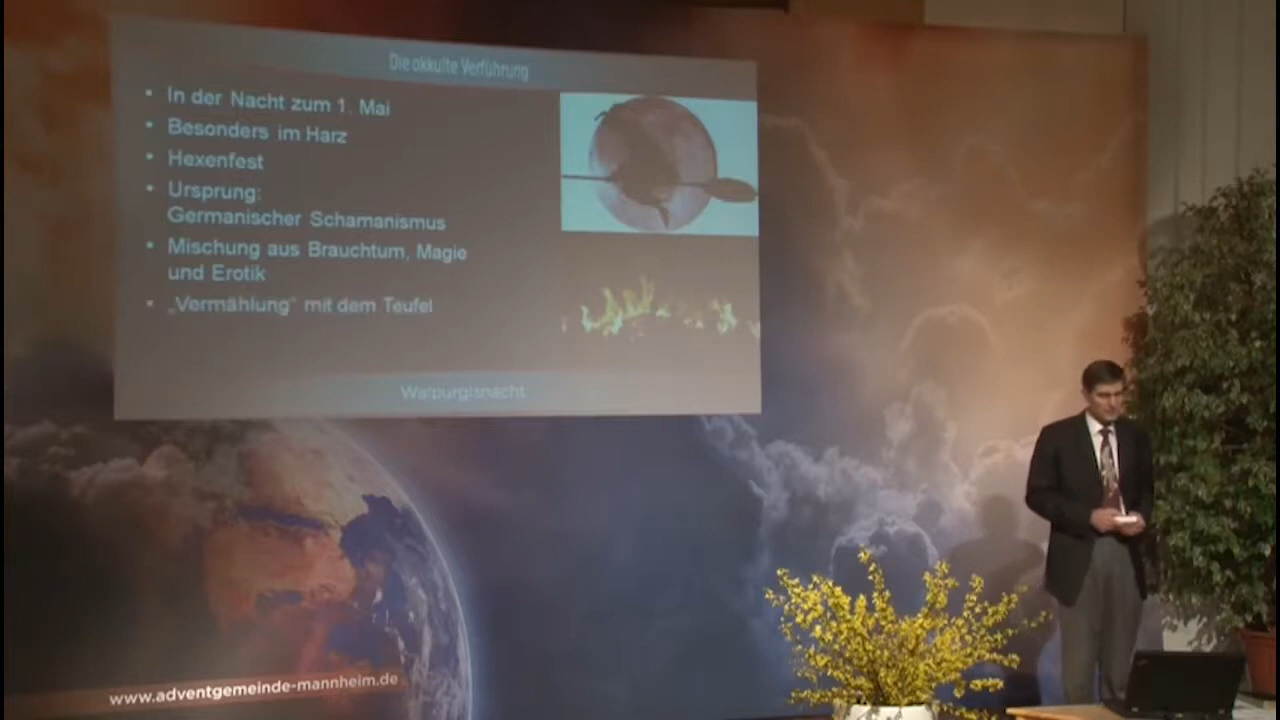 Die okkulte Verführung
• In der Nacht zum 1. Mai
• Besonders im Harz
• Hexenfest
• Ursprung:
Germanischer Schamanismus
• Mischung aus Brauchtum, Magie
und Erotik
• „Vermählung“ mit dem Teufel
Walpurgisnacht
www.adventgemeinde-mannheim.de